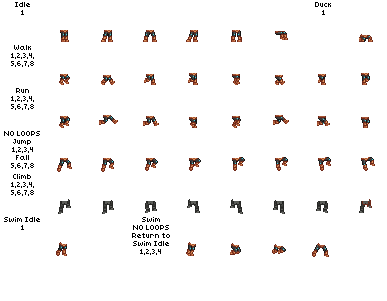 Idle
1
Duck
1
Walk
1,2,3,4,
5,6,7,8
Run
1,2,3,4,
5,6,7,8
NO LOOPS
Jump
1,2,3,4
Fall
5,6,7,8
Climb
1,2,3,4,
5,6,7,8
Swim Idle
1
Swim
NO LOOPS
Return to
Swim Idle
1,2,3,4